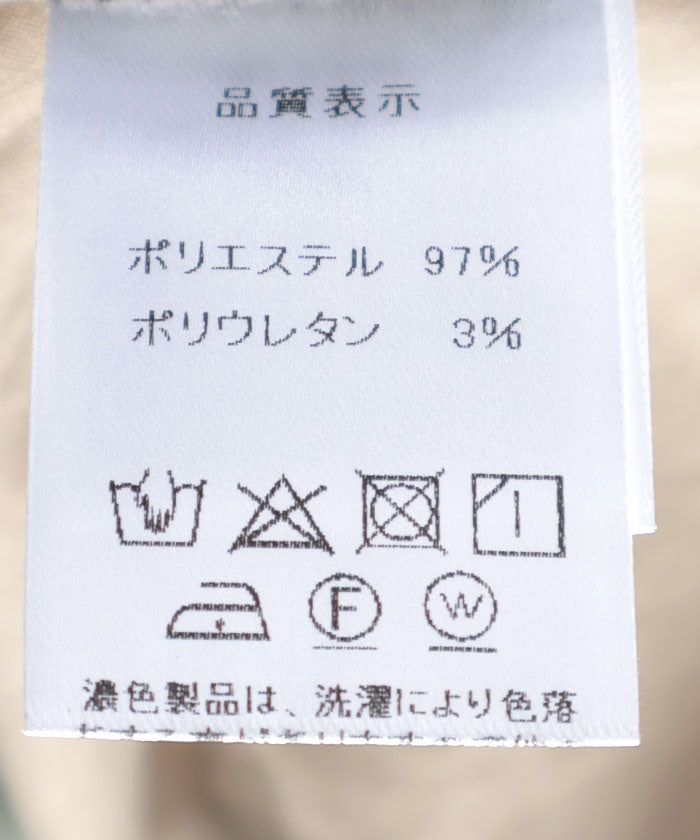 品質表示
ポリエステル 97%
ポリウレタン 3%
F W
濃色製品は、洗濯により色落